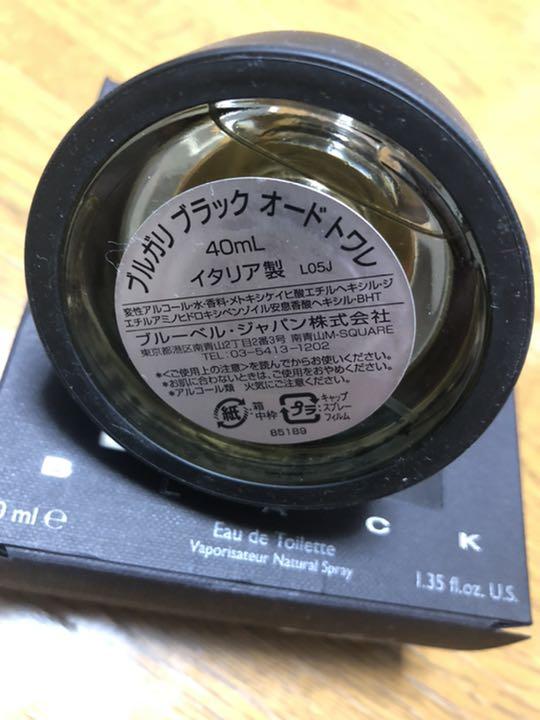 ブルガリ ブラック オード トワレ
40mL
イタリア製 L05J
変性アルコール・水・香料・メトキシケイヒ酸エチルヘキシル・ジ
エチルアミノヒドロキシベンゾイル安息香酸ヘキシル・BHT
ブルーベル・ジャパン株式会社
東京都港区南青山2丁目2番3号 南青山M-SQUARE
TEL:03-5413-1202
*<ご使用上の注意>を読んでからお使いください。
*お肌に合わないときは、ご使用をおやめください。
*アルコール類 火気にご注意ください。
紙 箱 中枠 プラ キャップ スプレー フィルム
85189
B L A C K
0 ml e
Eau de Toilette
Vaporisateur Natural Spray
1.35 fl.oz. U.S.